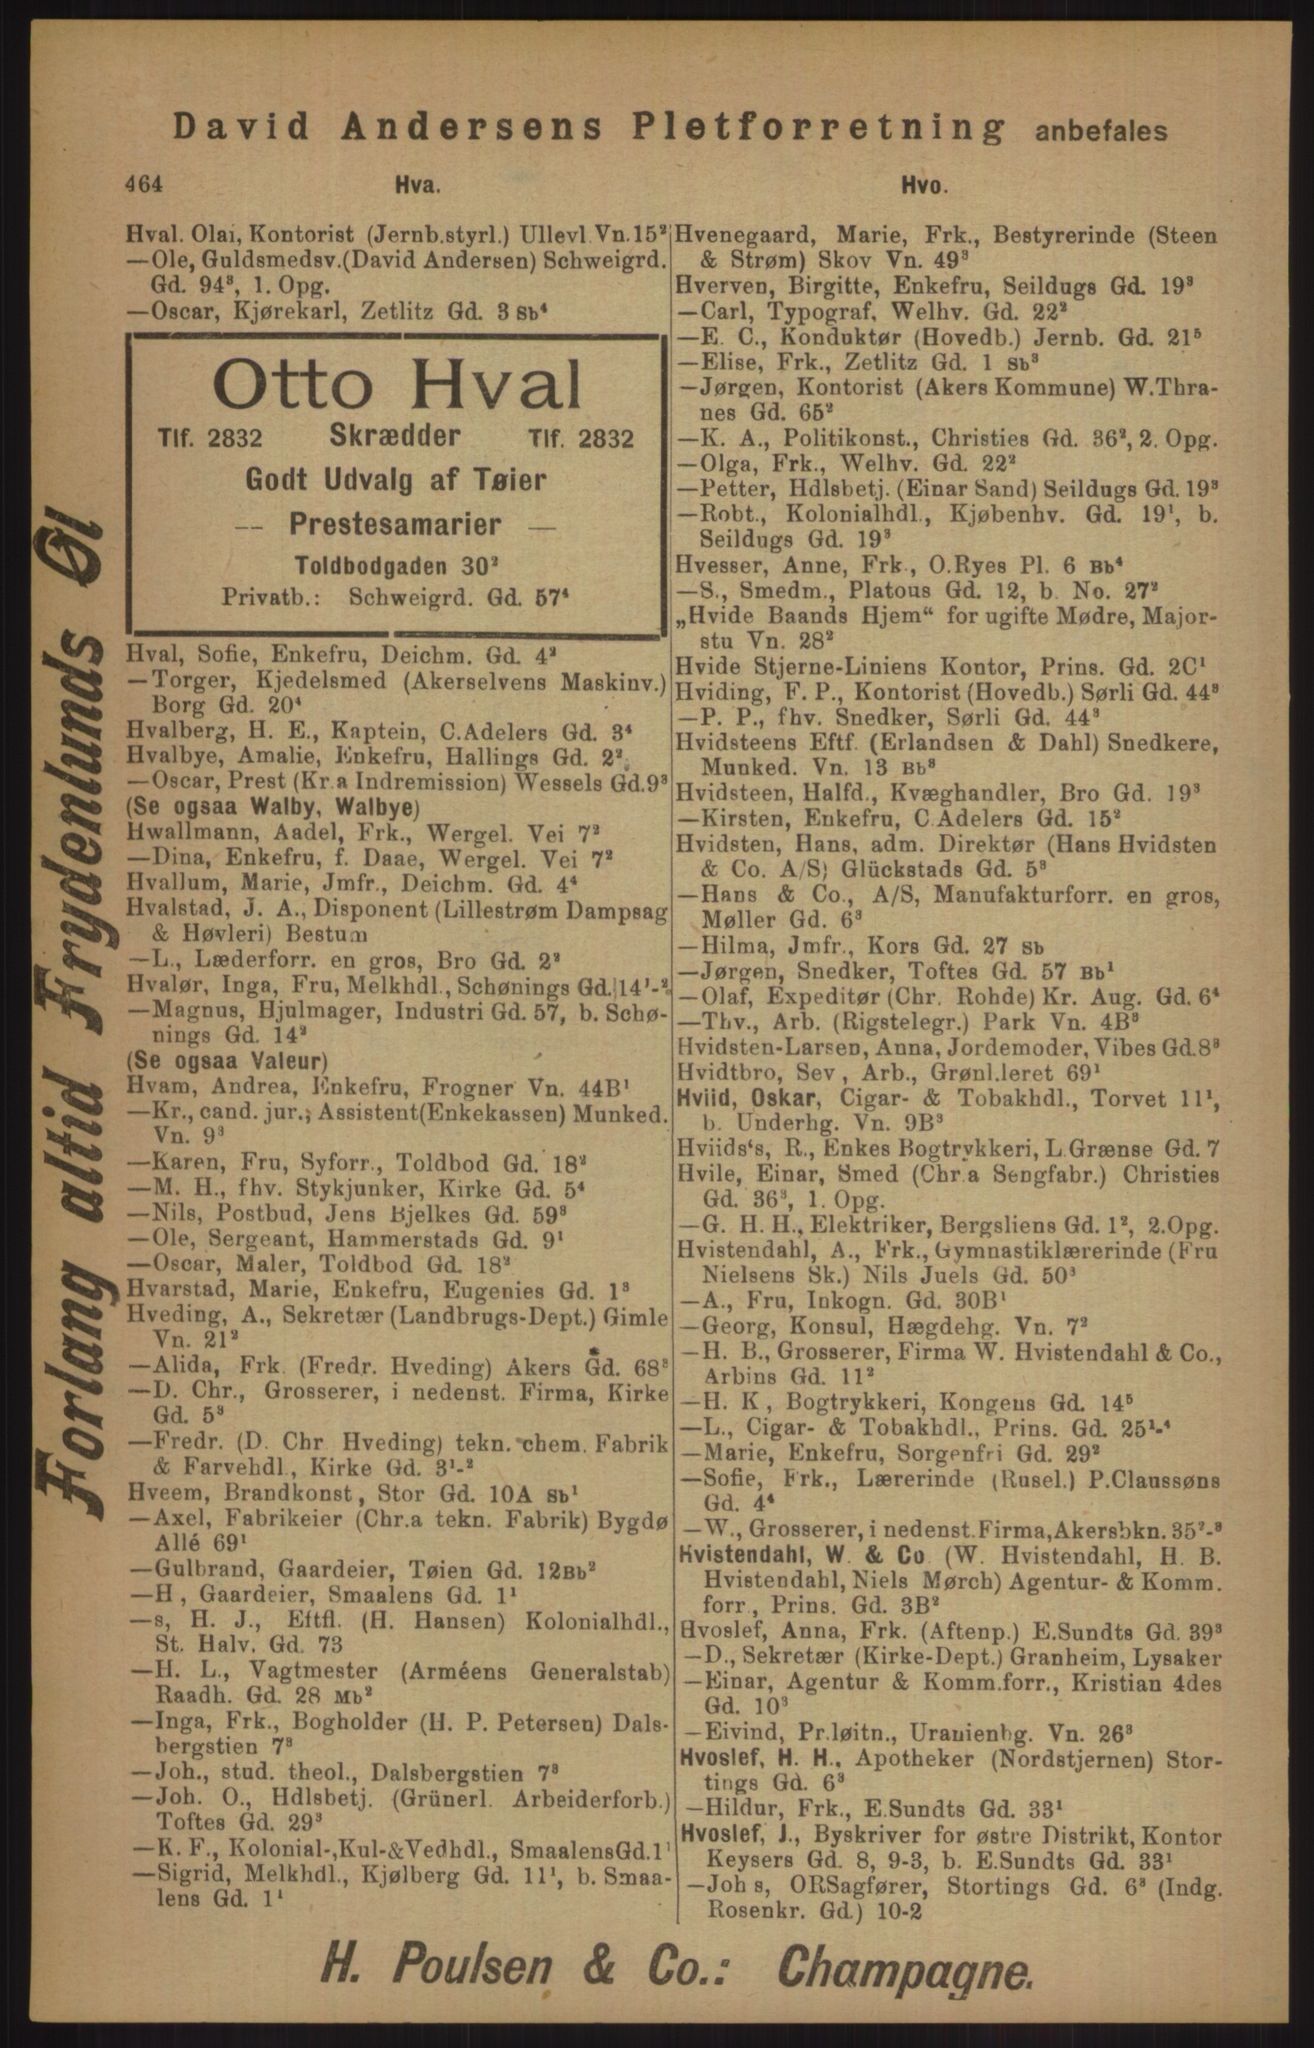 David Andersens Pletforretning anbefales
464 Hva. Hvo.
Hval. Olai, Kontorist (Jernb.styrl.) Ullevl. Vn. 15²
—Ole, Guldsmedsv.(David Andersen) Schweigrd.
Gd. 94³, 1. Opg.
—Oscar, Kjørekarl, Zetlitz Gd. 3 Sb⁴
Otto Hval
Tlf. 2832 Skrædder Tlf. 2832
Godt Udvalg af Tøier
— Prestesamarier —
Toldbodgaden 30²
Privatb.: Schweigrd. Gd. 57⁴
Hval, Sofie, Enkefru, Deichm. Gd. 4²
—Torger, Kjedelsmed (Akerselvens Maskinv.)
Borg Gd. 20⁴
Hvalberg, H. E., Kaptein, C.Adelers Gd. 3⁴
Hvalbye, Amalie, Enkefru, Hallings Gd. 2²
—Oscar, Prest (Kr.a Indremission) Wessels Gd.9³
(Se ogsaa Walby, Walbye)
Hwallmann, Aadel, Frk., Wergel. Vei 7²
—Dina, Enkefru, f. Daae, Wergel. Vei 7²
Hvallum, Marie, Jmfr., Deichm. Gd. 4⁴
Hvalstad, J. A., Disponent (Lillestrøm Dampsag
& Høvleri) Bestum
—L., Læderforr. en gros, Bro Gd. 2²
Hvalør, Inga, Fru, Melkhdl., Schønings Gd. 14¹-²
—Magnus, Hjulmager, Industri Gd. 57, b. Schø-
nings Gd. 14²
(Se ogsaa Valeur)
Hvam, Andrea, Enkefru, Frogner Vn. 44B¹
—Kr., cand. jur., Assistent(Enkekassen) Munked.
Vn. 9³
—Karen, Fru, Syforr., Toldbod Gd. 18²
—M. H., fhv. Stykjunker, Kirke Gd. 5⁴
—Nils, Postbud, Jens Bjelkes Gd. 59³
—Ole, Sergeant, Hammerstads Gd. 9¹
—Oscar, Maler, Toldbod Gd. 18²
Hvarstad, Marie, Enkefru, Eugenies Gd. 1³
Hveding, A., Sekretær (Landbrugs-Dept.) Gimle
Vn. 21²
—Alida, Frk. (Fredr. Hveding) Akers Gd. 68³
—D. Chr., Grosserer, i nedenst. Firma, Kirke
Gd. 5³
—Fredr. (D. Chr Hveding) tekn. chem. Fabrik
& Farvehdl., Kirke Gd. 3¹-²
Hveem, Brandkonst, Stor Gd. 10A Sb¹
—Axel, Fabrikeier (Chr.a tekn. Fabrik) Bygdø
Allé 69¹
—Gulbrand, Gaardeier, Tøien Gd. 12Bb²
—H, Gaardeier, Smaalens Gd. 1¹
—s, H. J., Eftfl. (H. Hansen) Kolonialhdl.,
St. Halv. Gd. 73
—H. L., Vagtmester (Arméens Generalstab)
Raadh. Gd. 28 Mb²
—Inga, Frk., Bogholder (H. P. Petersen) Dals-
bergstien 7³
—Joh., stud. theol., Dalsbergstien 7³
—Joh. O., Hdlsbetj. (Grünerl. Arbeiderforb.)
Toftes Gd. 29³
—K. F., Kolonial-,Kul-&Vedhdl., SmaalensGd.1¹
—Sigrid, Melkhdl., Kjølberg Gd. 11¹, b. Smaa-
lens Gd. 1¹
Hvenegaard, Marie, Frk., Bestyrerinde (Steen
& Strøm) Skov Vn. 49³
Hverven, Birgitte, Enkefru, Seildugs Gd. 19³
—Carl, Typograf, Welhv. Gd. 22²
—E. C., Konduktør (Hovedb.) Jernb. Gd. 21⁵
—Elise, Frk., Zetlitz Gd. 1 Sb³
—Jørgen, Kontorist (Akers Kommune) W.Thra-
nes Gd. 65²
—K. A., Politikonst., Christies Gd. 36², 2. Opg.
—Olga, Frk., Welhv. Gd. 22²
—Petter, Hdlsbetj. (Einar Sand) Seildugs Gd. 19³
—Robt., Kolonialhdl., Kjøbenhv. Gd. 19¹, b.
Seildugs Gd. 19³
Hvesser, Anne, Frk., O.Ryes Pl. 6 Bb⁴
—S., Smedm., Platous Gd. 12, b. No. 27²
„Hvide Baands Hjem“ for ugifte Mødre, Major-
stu Vn. 28²
Hvide Stjerne-Liniens Kontor, Prins. Gd. 2C¹
Hviding, F. P., Kontorist (Hovedb.) Sørli Gd. 44³
—P. P., fhv. Snedker, Sørli Gd. 44³
Hvidsteens Eftf. (Erlandsen & Dahl) Snedkere,
Munked. Vn. 13 Bb³
Hvidsteen, Halfd., Kvæghandler, Bro Gd. 19³
—Kirsten, Enkefru, C.Adelers Gd. 15²
Hvidsten, Hans, adm. Direktør (Hans Hvidsten
& Co. A/S) Glückstads Gd. 5³
—Hans & Co., A/S, Manufakturforr. en gros,
Møller Gd. 6³
—Hilma, Jmfr., Kors Gd. 27 Sb
—Jørgen, Snedker, Toftes Gd. 57 Bb¹
—Olaf, Expeditør (Chr. Rohde) Kr. Aug. Gd. 6⁴
—Thv., Arb. (Rigstelegr.) Park Vn. 4B³
Hvidsten-Larsen, Anna, Jordemoder, Vibes Gd.8³
Hvidtbro, Sev, Arb., Grønl.leret 69¹
Hviid, Oskar, Cigar- & Tobakhdl., Torvet 11¹,
b. Underhg. Vn. 9B³
Hviids‘s, R., Enkes Bogtrykkeri, L.Grænse Gd. 7
Hvile, Einar, Smed (Chr.a Sengfabr.) Christies
Gd. 36³, 1. Opg.
—G. H. H., Elektriker, Bergsliens Gd. 1², 2.Opg.
Hvistendahl, A., Frk., Gymnastiklærerinde (Fru
Nielsens Sk.) Nils Juels Gd. 50³
—A., Fru, Inkogn. Gd. 30B¹
—Georg, Konsul, Hægdehg. Vn. 7²
—H. B., Grosserer, Firma W. Hvistendahl & Co.,
Arbins Gd. 11²
—H. K, Bogtrykkeri, Kongens Gd. 14⁵
—L., Cigar- & Tobakhdl., Prins. Gd. 25¹-⁴
—Marie, Enkefru, Sorgenfri Gd. 29²
—Sofie, Frk., Lærerinde (Rusel.) P.Claussøns
Gd. 4⁴
—W., Grosserer, i nedenst.Firma,Akersbkn. 35²-³
Hvistendahl, W. & Co. (W. Hvistendahl, H. B.
Hvistendahl, Niels Mørch) Agentur- & Komm.
forr., Prins. Gd. 3B²
Hvoslef, Anna, Frk. (Aftenp.) E.Sundts Gd. 39³
—D., Sekretær (Kirke-Dept.) Granheim, Lysaker
—Einar, Agentur & Komm.forr., Kristian 4des
Gd. 10³
—Eivind, Pr.løitn., Uranienbg. Vn. 26³
Hvoslef, H. H., Apotheker (Nordstjernen) Stor-
tings Gd. 6³
—Hildur, Frk., E.Sundts Gd. 33¹
Hvoslef, J., Byskriver for østre Distrikt, Kontor
Keysers Gd. 8, 9-3, b. E.Sundts Gd. 33¹
—Joh s, ORSagfører, Stortings Gd. 6³ (Indg.
Rosenkr. Gd.) 10-2
Forlang altid Frydenlunds Øl
H. Poulsen & Co.: Champagne.